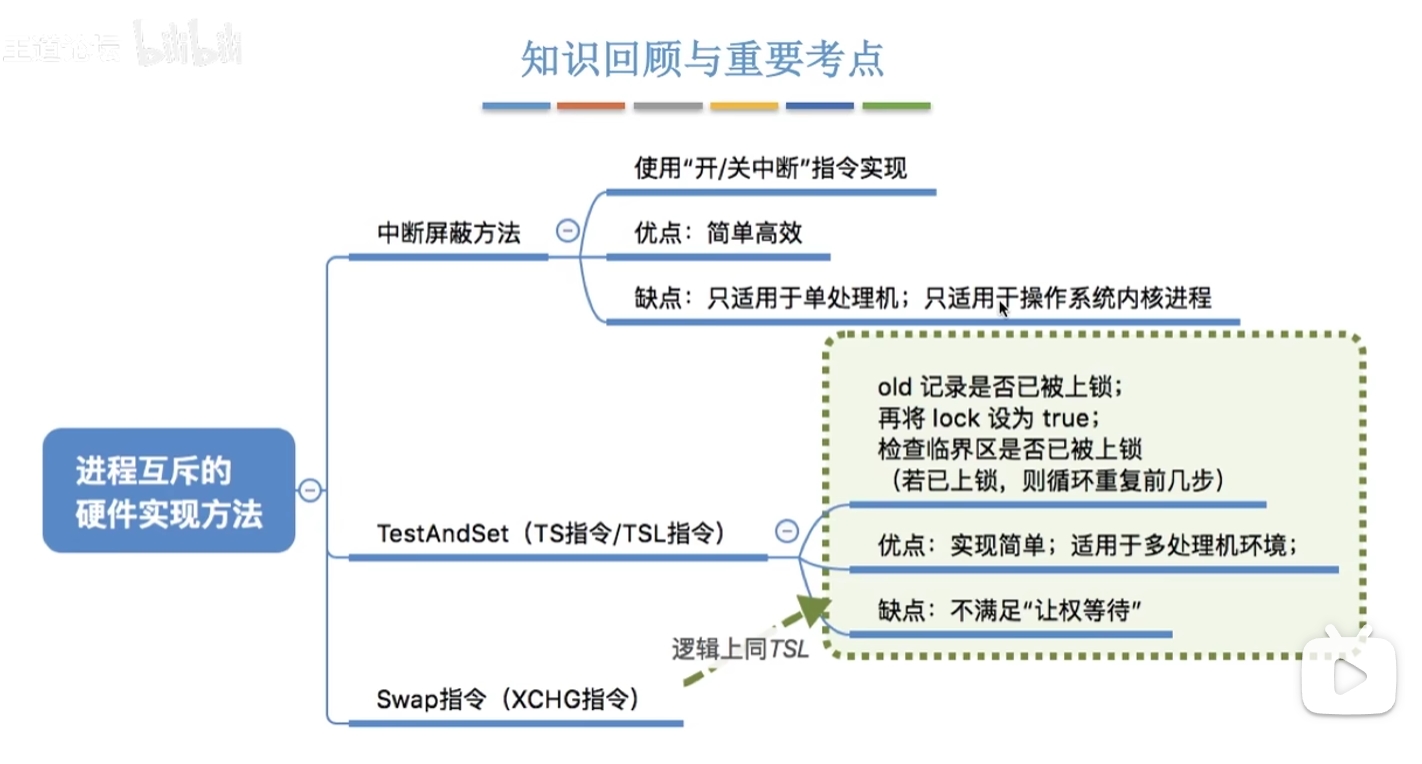 王道论坛 bilibili
知识回顾与重要考点
使用“开/关中断”指令实现
中断屏蔽方法
优点：简单高效
缺点：只适用于单处理机；只适用于操作系统内核进程
old 记录是否已被上锁；
再将 lock 设为 true；
检查临界区是否已被上锁
（若已上锁，则循环重复前几步）
进程互斥的
硬件实现方法
TestAndSet（TS指令/TSL指令）
优点：实现简单；适用于多处理机环境；
缺点：不满足“让权等待”
逻辑上同TSL
Swap指令（XCHG指令）